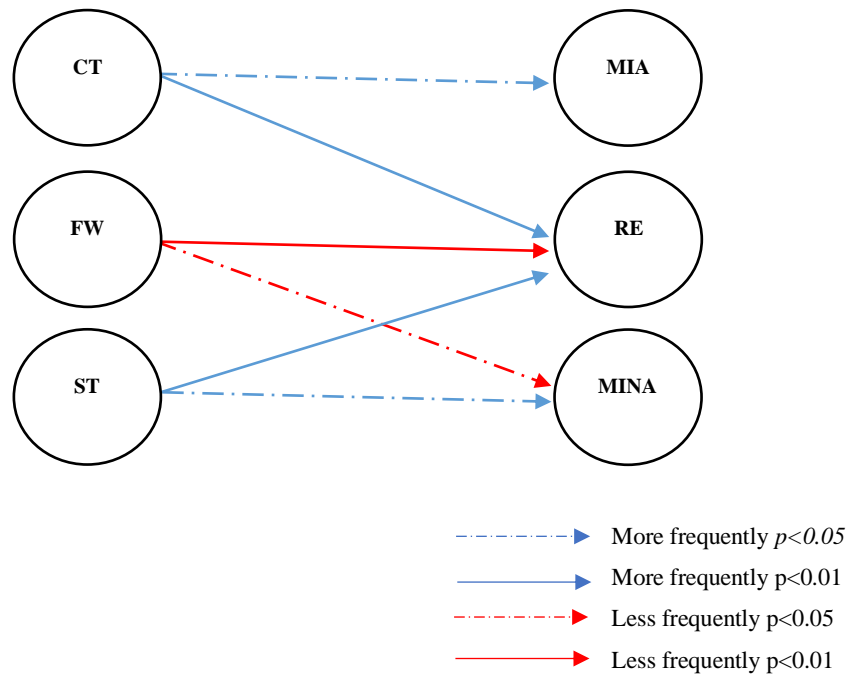 CT
MIA
FW
RE
ST
MINA
More frequently p<0.05
More frequently p<0.01
Less frequently p<0.05
Less frequently p<0.01